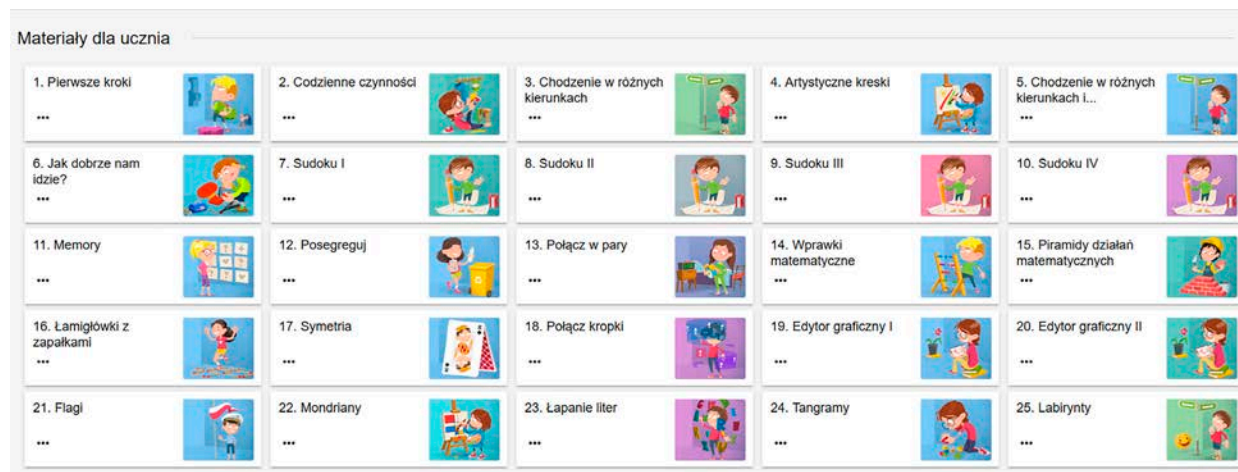 Materiały dla ucznia
1. Pierwsze kroki
...
2. Codzienne czynności
...
3. Chodzenie w różnych
kierunkach
...
4. Artystyczne kreski
...
5. Chodzenie w różnych
kierunkach i...
...
6. Jak dobrze nam
idzie?
...
7. Sudoku I
...
8. Sudoku II
...
9. Sudoku III
...
10. Sudoku IV
...
11. Memory
...
12. Posegreguj
...
13. Połącz w pary
...
14. Wprawki
matematyczne
...
15. Piramidy działań
matematycznych
...
16. Łamigłówki z
zapałkami
...
17. Symetria
...
18. Połącz kropki
...
19. Edytor graficzny I
...
20. Edytor graficzny II
...
21. Flagi
...
22. Mondriany
...
23. Łapanie liter
...
24. Tangramy
...
25. Labirynty
...